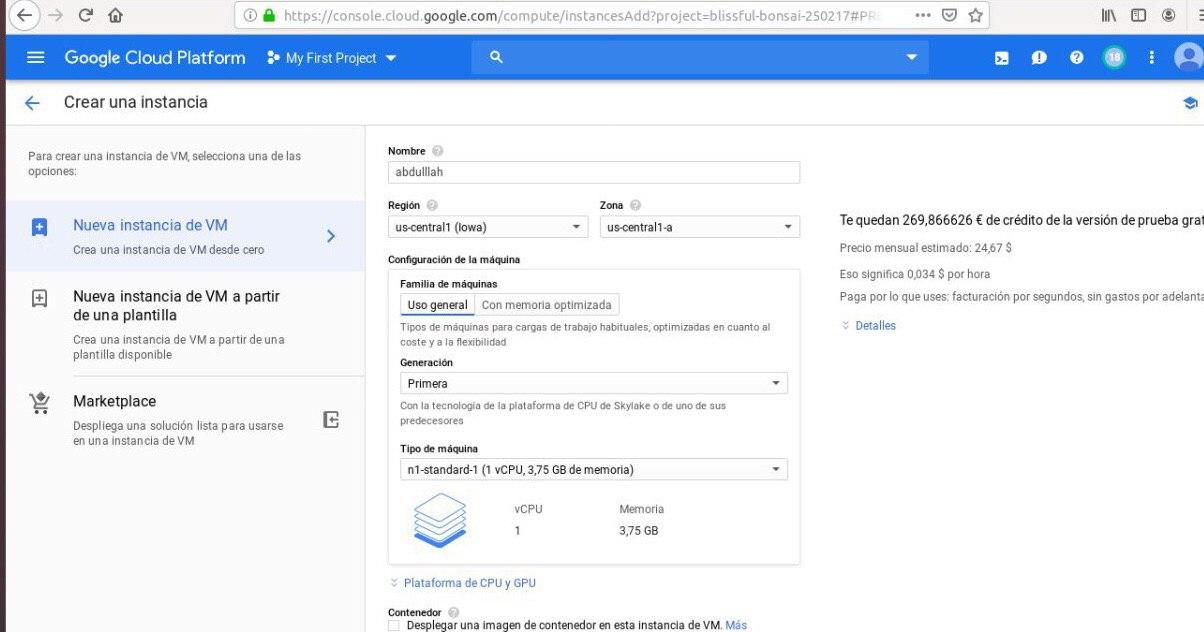 https://console.cloud.google.com/compute/instancesAdd?project=blissful-bonsai-250217#PRE
Google Cloud Platform
My First Project
18
Crear una instancia
Para crear una instancia de VM, selecciona una de las
opciones:
Nueva instancia de VM
Crea una instancia de VM desde cero
Nueva instancia de VM a partir
de una plantilla
Crea una instancia de VM a partir de una
plantilla disponible
Marketplace
Despliega una solución lista para usarse
en una instancia de VM
Nombre
abdulllah
Región
Zona
us-central1 (Iowa)
us-central1-a
Configuración de la máquina
Familia de máquinas
Uso general
Con memoria optimizada
Tipos de máquinas para cargas de trabajo habituales, optimizadas en cuanto al
coste y a la flexibilidad
Generación
Primera
Con la tecnología de la plataforma de CPU de Skylake o de uno de sus
predecesores
Tipo de máquina
n1-standard-1 (1 vCPU, 3,75 GB de memoria)
vCPU
Memoria
1
3,75 GB
Plataforma de CPU y GPU
Contenedor
Desplegar una imagen de contenedor en esta instancia de VM. Más
Te quedan 269,866626 € de crédito de la versión de prueba grat
Precio mensual estimado: 24,67 $
Eso significa 0,034 $ por hora
Paga por lo que uses: facturación por segundos, sin gastos por adelanta
Detalles